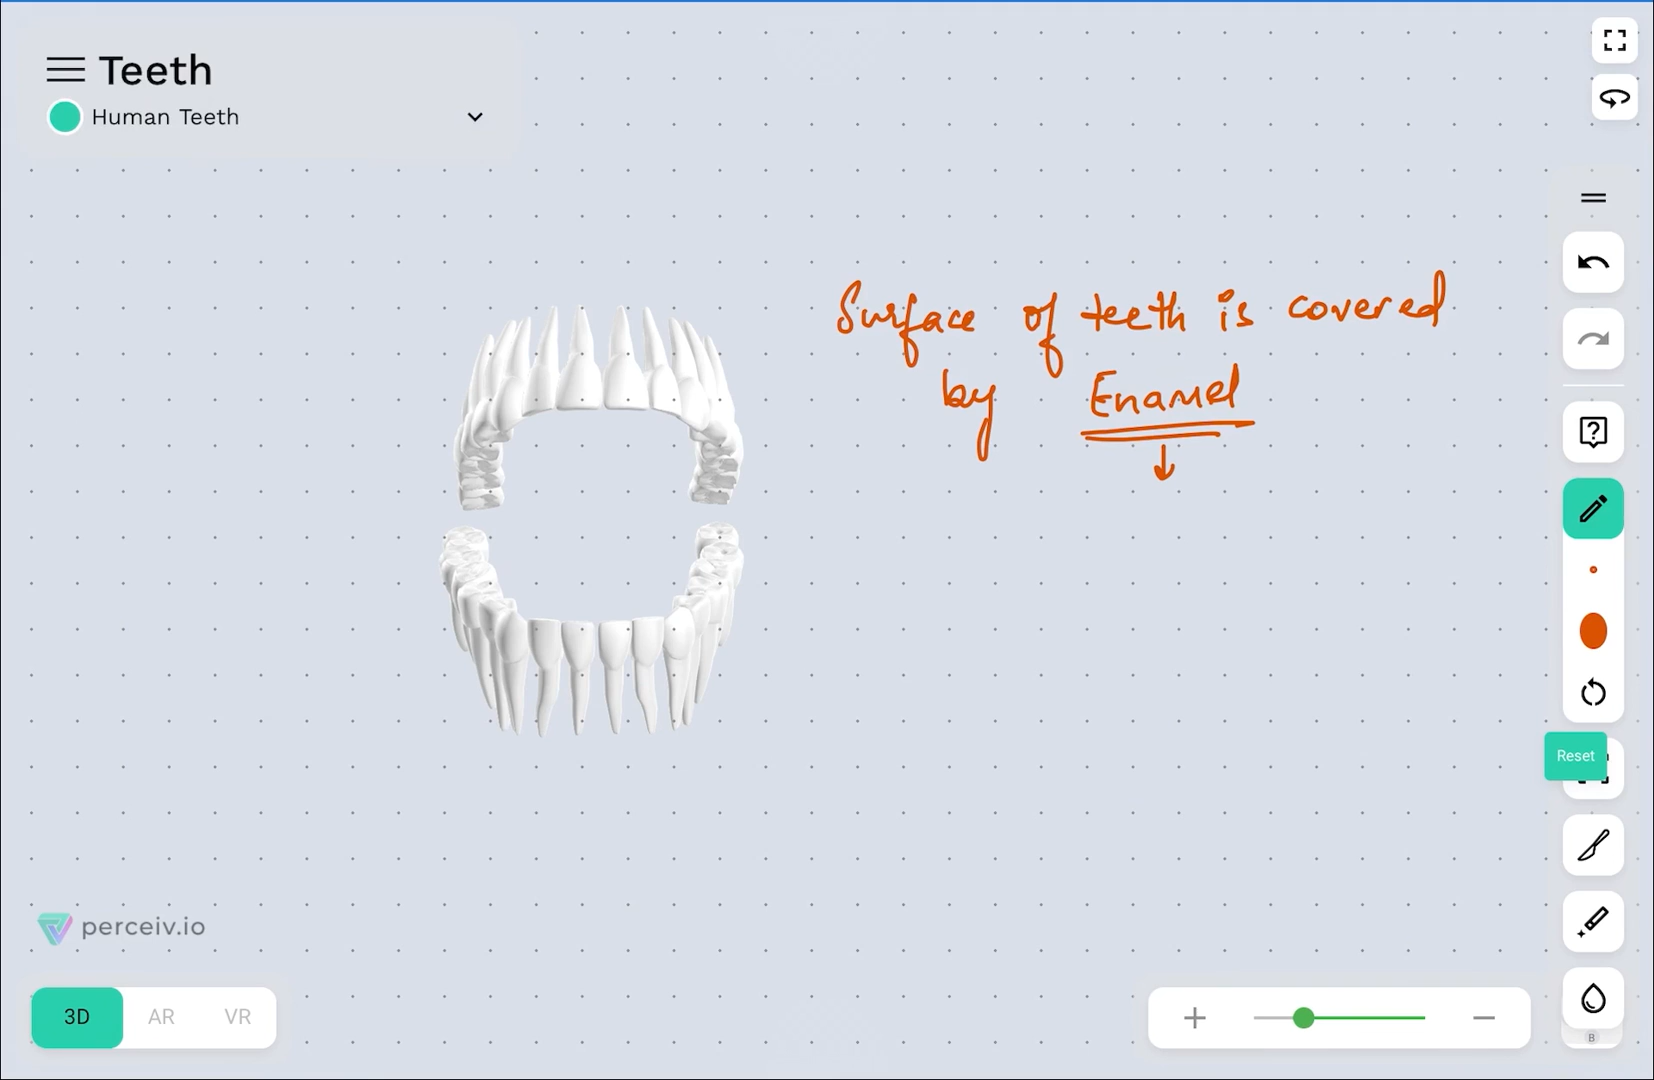 Teeth
Human Teeth
Surface of teeth is covered
by Enamel
Reset
perceiv.io
3D AR VR
B